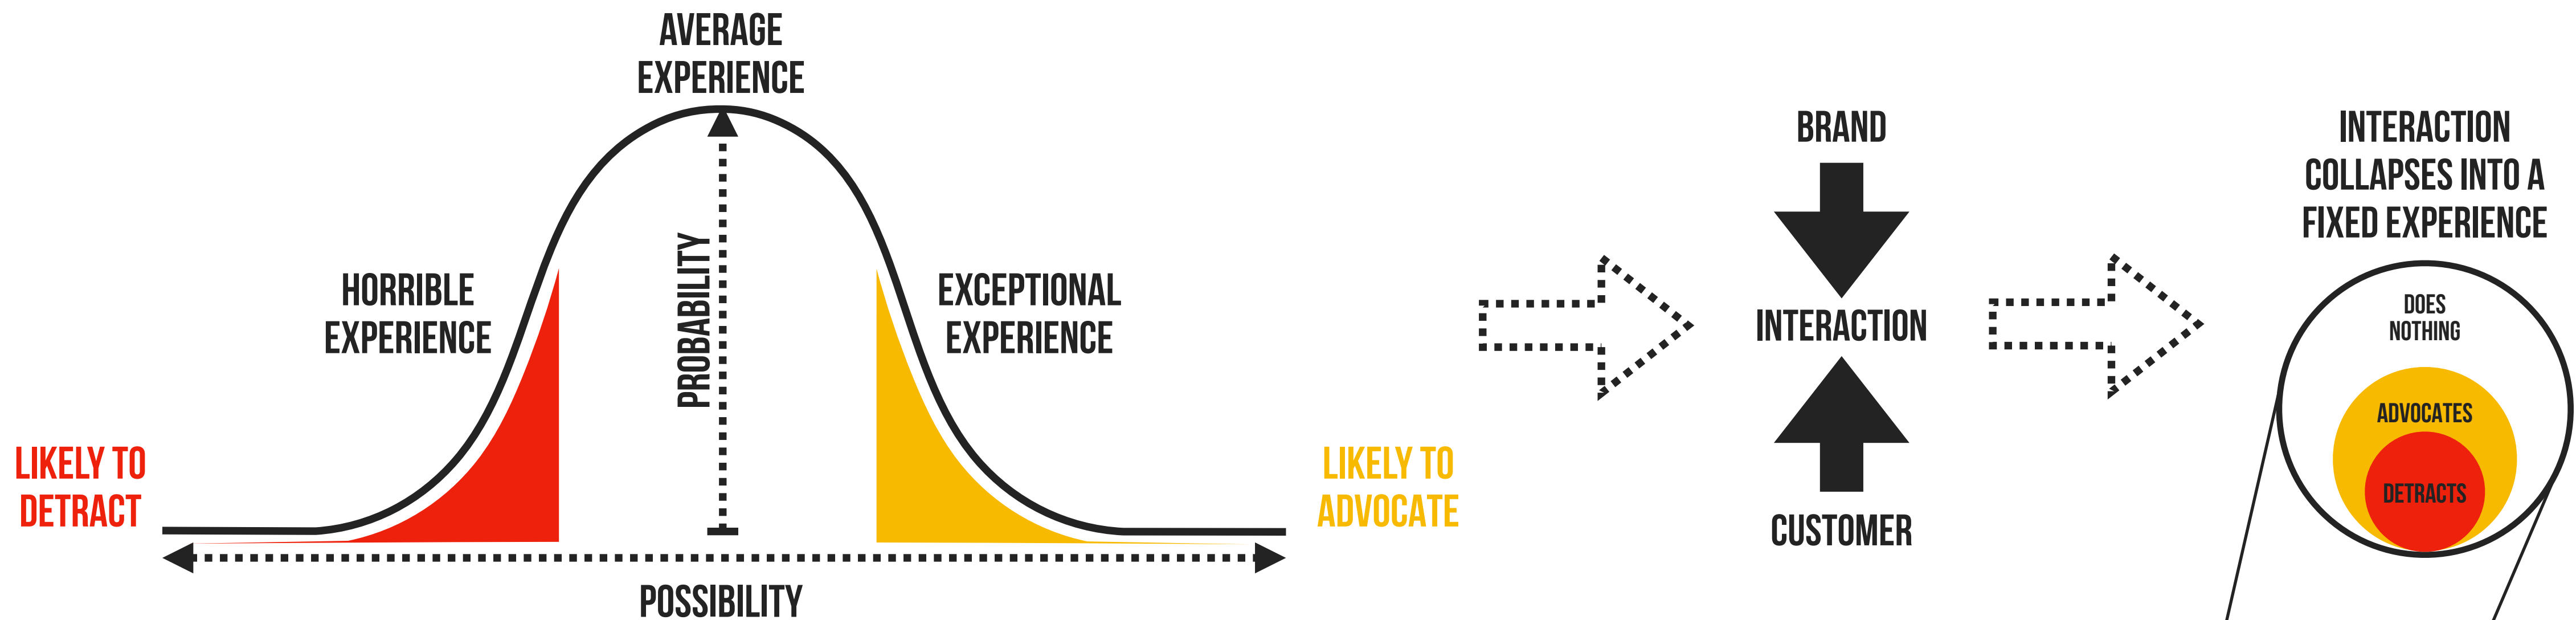 AVERAGE
EXPERIENCE
HORRIBLE
EXPERIENCE
PROBABILITY
EXCEPTIONAL
EXPERIENCE
LIKELY TO
DETRACT
LIKELY TO
ADVOCATE
POSSIBILITY
BRAND
INTERACTION
CUSTOMER
INTERACTION
COLLAPSES INTO A
FIXED EXPERIENCE
DOES
NOTHING
ADVOCATES
DETRACTS